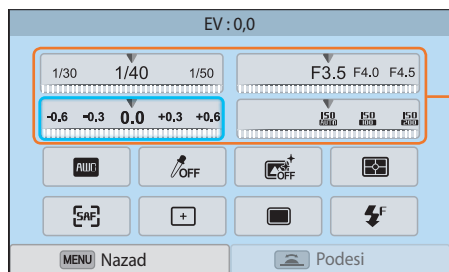 EV : 0,0
1/30 1/40 1/50 F3.5 F4.0 F4.5
-0.6 -0.3 0.0 +0,3 +0,6 ISO AUTO ISO 100 ISO 200
AWB OFF OFF
SAF F
MENU Nazad Podesi